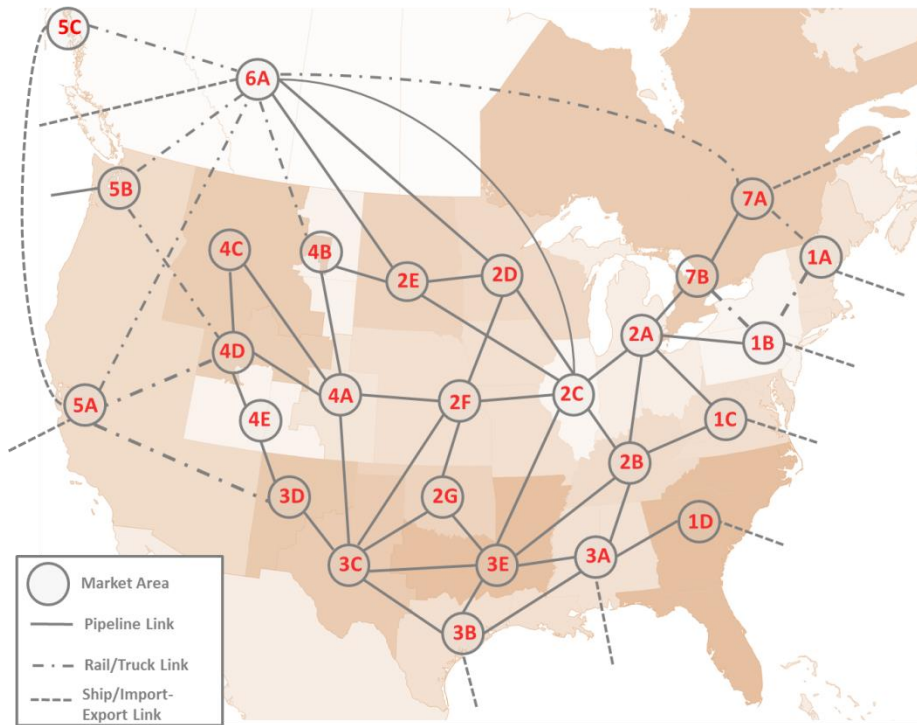 5C
6A
5B
7A
4C
4B
1A
2E
2D
7B
2A
1B
4D
4A
2F
2C
5A
4E
1C
2B
3D
2G
1D
3C
3E
3A
3B
Market Area
Pipeline Link
Rail/Truck Link
Ship/Import-
Export Link